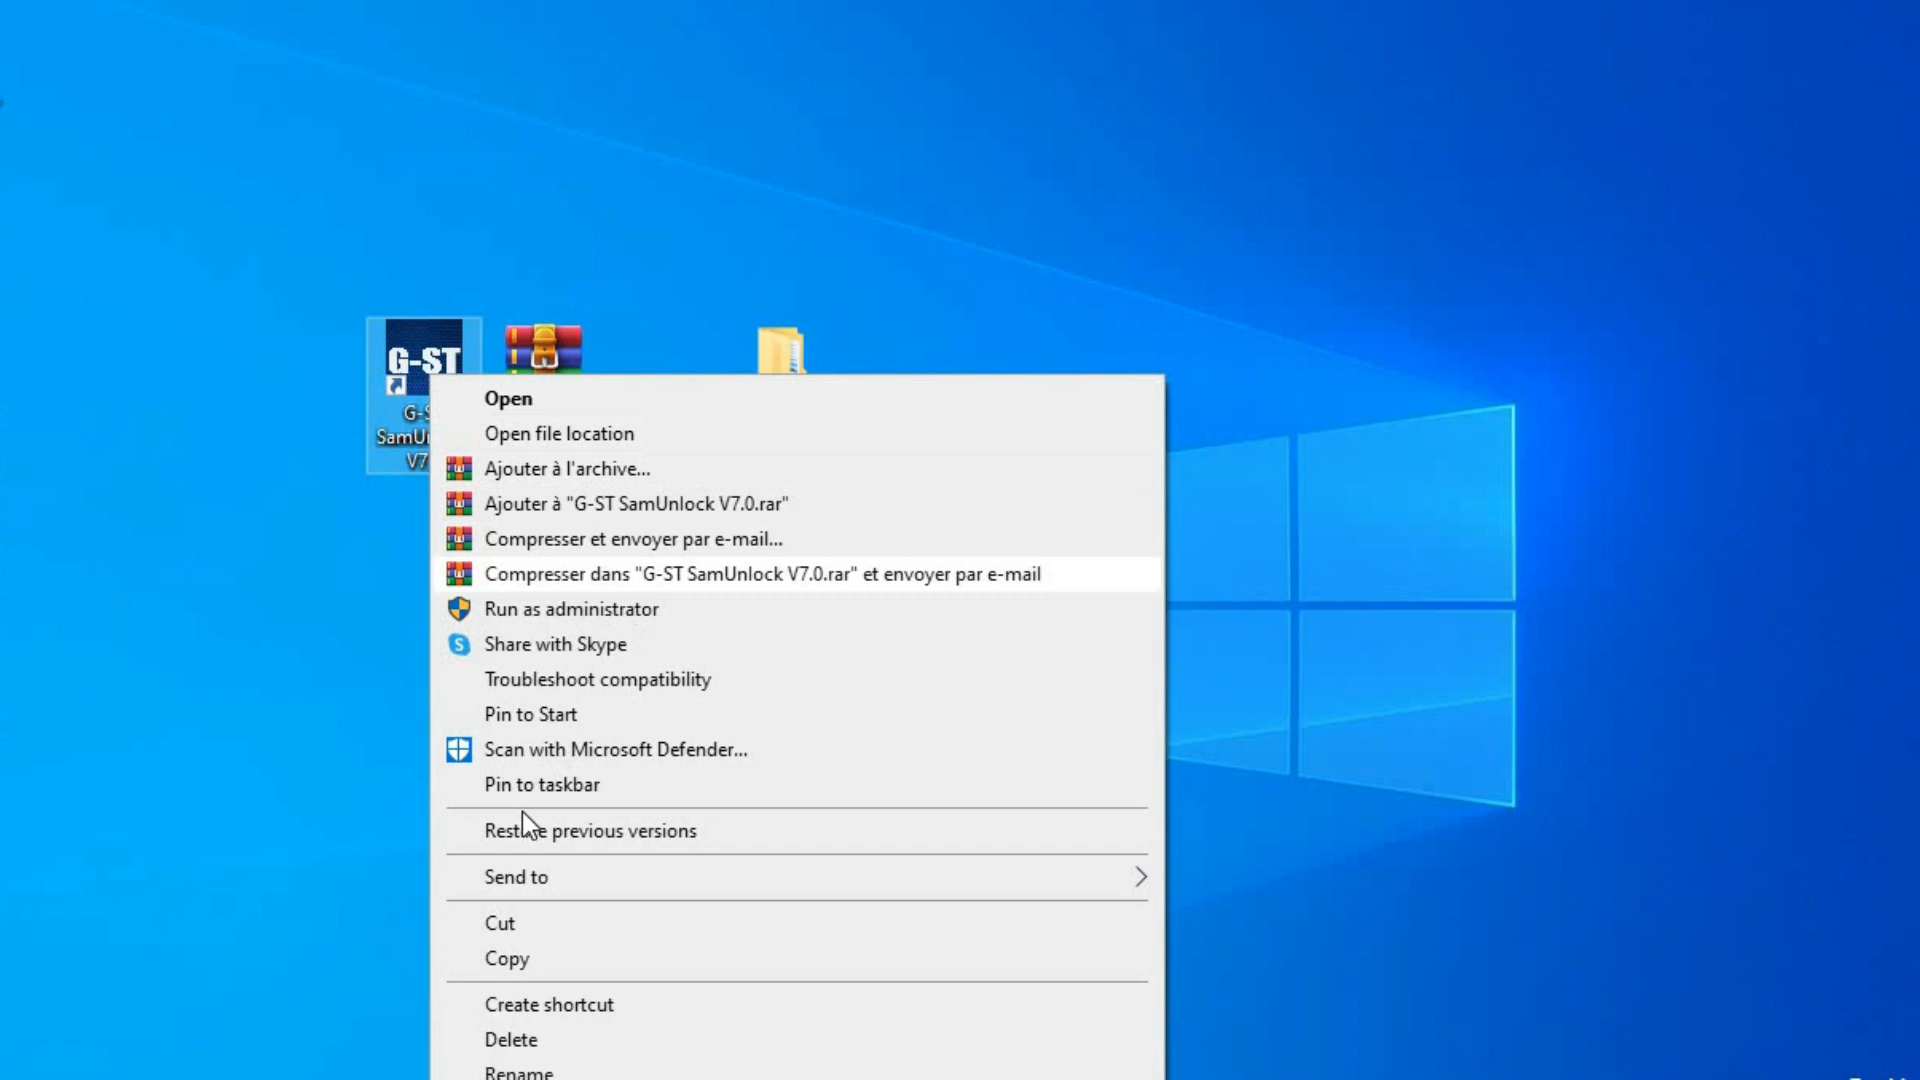 G-ST
SamU
V7
Open
Open file location
Ajouter à l'archive...
Ajouter à "G-ST SamUnlock V7.0.rar"
Compresser et envoyer par e-mail...
Compresser dans "G-ST SamUnlock V7.0.rar" et envoyer par e-mail
Run as administrator
Share with Skype
Troubleshoot compatibility
Pin to Start
Scan with Microsoft Defender...
Pin to taskbar
Restore previous versions
Send to
Cut
Copy
Create shortcut
Delete
Rename